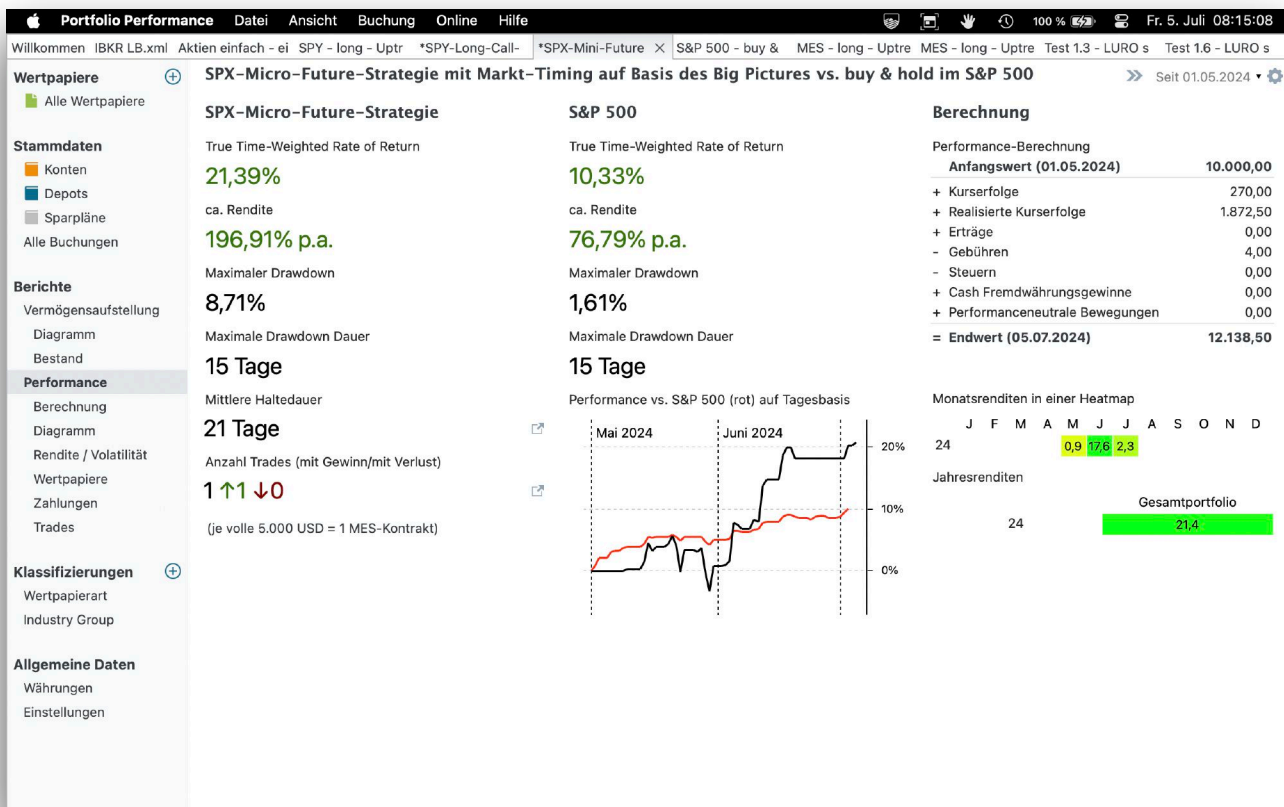 Portfolio Performance Datei Ansicht Buchung Online Hilfe 100 % Fr. 5. Juli 08:15:08
Willkommen IBKR LB.xml Aktien einfach - ei SPY - long - Uptr *SPY-Long-Call- *SPX-Mini-Future × S&P 500 - buy & MES - long - Uptre MES - long - Uptre Test 1.3 - LURO s Test 1.6 - LURO s
Wertpapiere
Alle Wertpapiere
Stammdaten
Konten
Depots
Sparpläne
Alle Buchungen
Berichte
Vermögensaufstellung
Diagramm
Bestand
Performance
Berechnung
Diagramm
Rendite / Volatilität
Wertpapiere
Zahlungen
Trades
Klassifizierungen
Wertpapierart
Industry Group
Allgemeine Daten
Währungen
Einstellungen
SPX-Micro-Future-Strategie mit Markt-Timing auf Basis des Big Pictures vs. buy & hold im S&P 500
Seit 01.05.2024
SPX-Micro-Future-Strategie
True Time-Weighted Rate of Return
21,39%
ca. Rendite
196,91% p.a.
Maximaler Drawdown
8,71%
Maximale Drawdown Dauer
15 Tage
Mittlere Haltedauer
21 Tage
Anzahl Trades (mit Gewinn/mit Verlust)
1 ↑1 ↓0
(je volle 5.000 USD = 1 MES-Kontrakt)
S&P 500
True Time-Weighted Rate of Return
10,33%
ca. Rendite
76,79% p.a.
Maximaler Drawdown
1,61%
Maximale Drawdown Dauer
15 Tage
Performance vs. S&P 500 (rot) auf Tagesbasis
Mai 2024 Juni 2024
20%
10%
0%
Berechnung
Performance-Berechnung
Anfangswert (01.05.2024) 10.000,00
+ Kurserfolge 270,00
+ Realisierte Kurserfolge 1.872,50
+ Erträge 0,00
- Gebühren 4,00
- Steuern 0,00
+ Cash Fremdwährungsgewinne 0,00
+ Performanceneutrale Bewegungen 0,00
= Endwert (05.07.2024) 12.138,50
Monatsrenditen in einer Heatmap
J F M A M J J A S O N D
24 0,9 17,6 2,3
Jahresrenditen
Gesamtportfolio
24 21,4